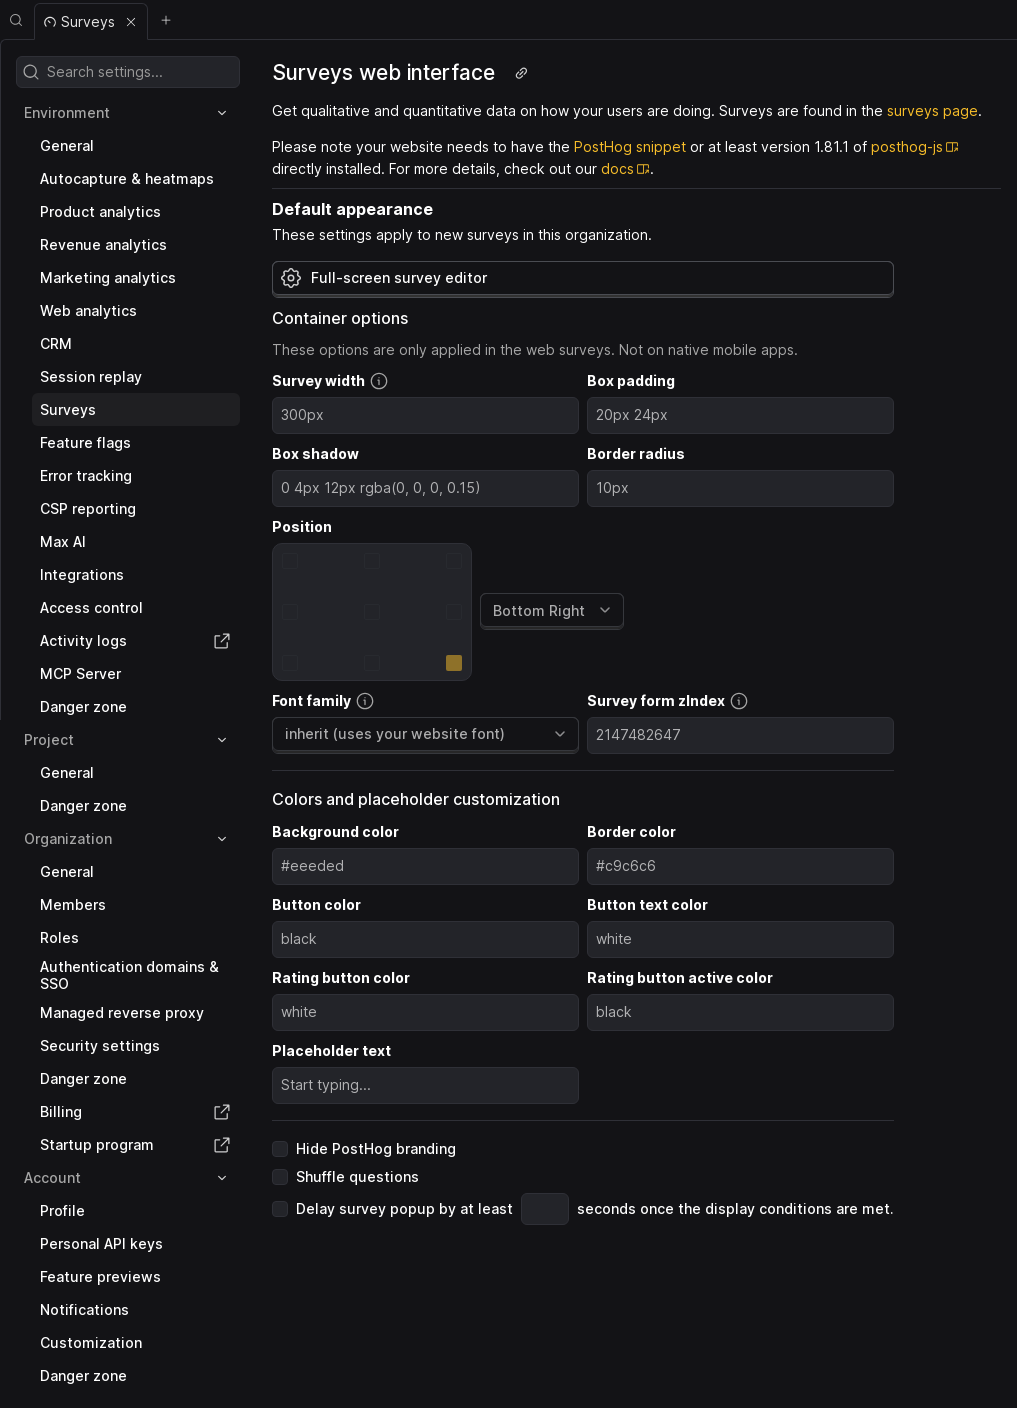 Surveys
Search settings...
Environment
General
Autocapture & heatmaps
Product analytics
Revenue analytics
Marketing analytics
Web analytics
CRM
Session replay
Surveys
Feature flags
Error tracking
CSP reporting
Max AI
Integrations
Access control
Activity logs
MCP Server
Danger zone
Project
General
Danger zone
Organization
General
Members
Roles
Authentication domains &
SSO
Managed reverse proxy
Security settings
Danger zone
Billing
Startup program
Account
Profile
Personal API keys
Feature previews
Notifications
Customization
Danger zone
Surveys web interface
Get qualitative and quantitative data on how your users are doing. Surveys are found in the surveys page.
Please note your website needs to have the PostHog snippet or at least version 1.81.1 of posthog-js
directly installed. For more details, check out our docs.
Default appearance
These settings apply to new surveys in this organization.
Full-screen survey editor
Container options
These options are only applied in the web surveys. Not on native mobile apps.
Survey width Box padding
300px 20px 24px
Box shadow Border radius
0 4px 12px rgba(0, 0, 0, 0.15) 10px
Position
Bottom Right
Font family Survey form zIndex
inherit (uses your website font) 2147482647
Colors and placeholder customization
Background color Border color
#eeeded #c9c6c6
Button color Button text color
black white
Rating button color Rating button active color
white black
Placeholder text
Start typing...
Hide PostHog branding
Shuffle questions
Delay survey popup by at least seconds once the display conditions are met.